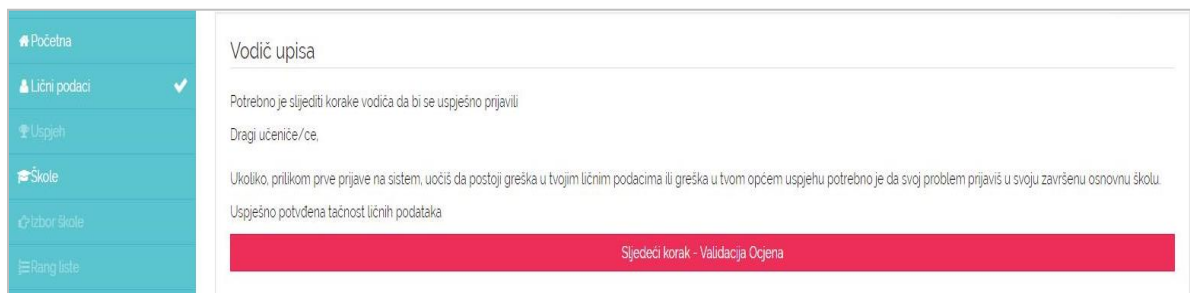 Početna
Lični podaci
Uspjeh
Škole
Izbor škole
Rang liste
Vodič upisa
Potrebno je slijediti korake vodiča da bi se uspješno prijavili
Dragi učeniče/ce,
Ukoliko, prilikom prve prijave na sistem, uočiš da postoji greška u tvojim ličnim podacima ili greška u tvom općem uspjehu potrebno je da svoj problem prijaviš u svoju završenu osnovnu školu.
Uspješno potvđena tačnost ličnih podataka
Sljedeći korak - Validacija Ocjena